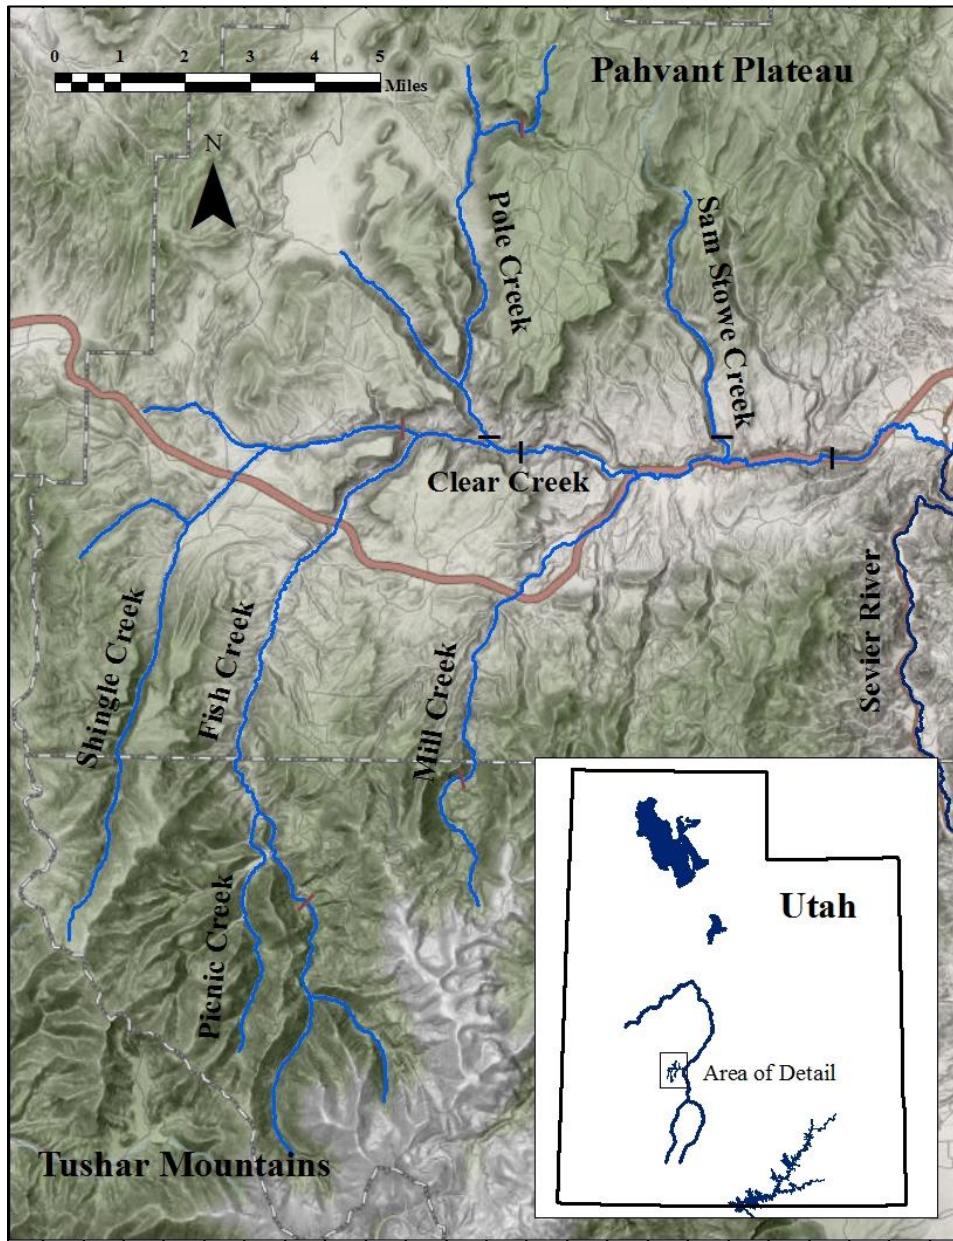 0 1 2 3 4 5
Miles
Pahvant Plateau
N
Pole Creek
Sam Stowe Creek
Clear Creek
Sevier River
Shingle Creek
Fish Creek
Mill Creek
Picnic Creek
Utah
Area of Detail
Tushar Mountains